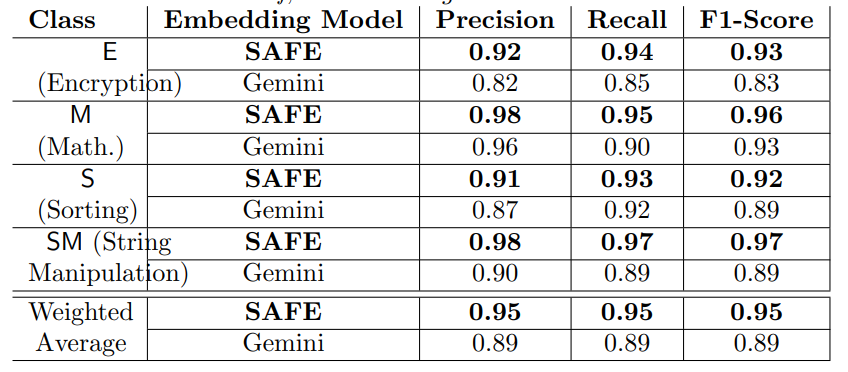 Class Embedding Model Precision Recall F1-Score
E SAFE 0.92 0.94 0.93
(Encryption) Gemini 0.82 0.85 0.83
M SAFE 0.98 0.95 0.96
(Math.) Gemini 0.96 0.90 0.93
S SAFE 0.91 0.93 0.92
(Sorting) Gemini 0.87 0.92 0.89
SM (String SAFE 0.98 0.97 0.97
Manipulation) Gemini 0.90 0.89 0.89
Weighted SAFE 0.95 0.95 0.95
Average Gemini 0.89 0.89 0.89